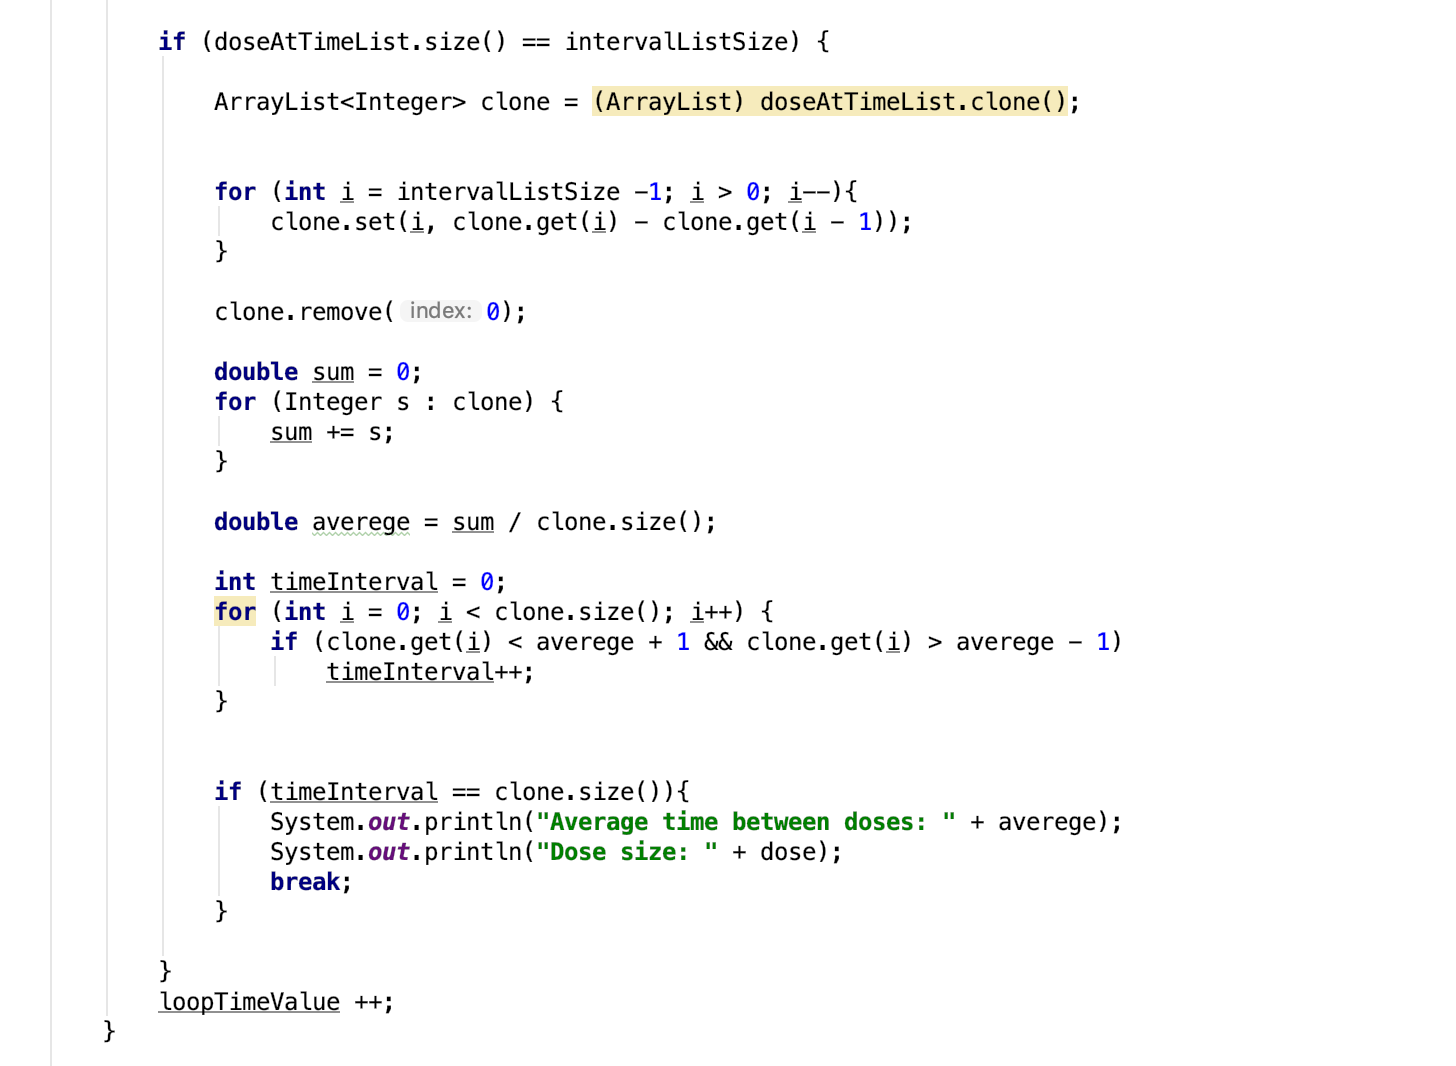 if (doseAtTimeList.size() == intervalListSize) {
ArrayList<Integer> clone = (ArrayList) doseAtTimeList.clone();
for (int i = intervalListSize -1; i > 0; i--){
clone.set(i, clone.get(i) - clone.get(i - 1));
}
clone.remove( index: 0);
double sum = 0;
for (Integer s : clone) {
sum += s;
}
double averege = sum / clone.size();
int timeInterval = 0;
for (int i = 0; i < clone.size(); i++) {
if (clone.get(i) < averege + 1 && clone.get(i) > averege - 1)
timeInterval++;
}
if (timeInterval == clone.size()){
System.out.println("Average time between doses: " + averege);
System.out.println("Dose size: " + dose);
break;
}
}
loopTimeValue ++;
}